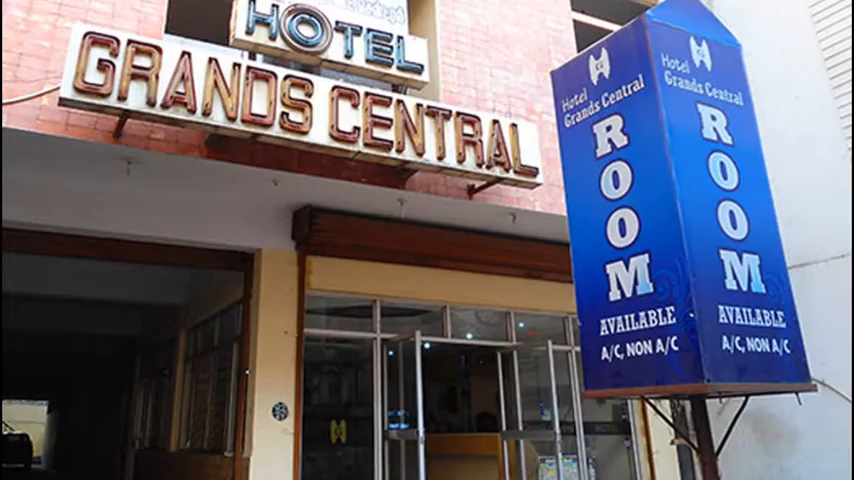 HOTEL
GRANDS CENTRAL
Hotel
Grands Central
ROOM
AVAILABLE
A/C, NON A/C
Hotel
Grands Central
ROOM
AVAILABLE
A/C, NON A/C